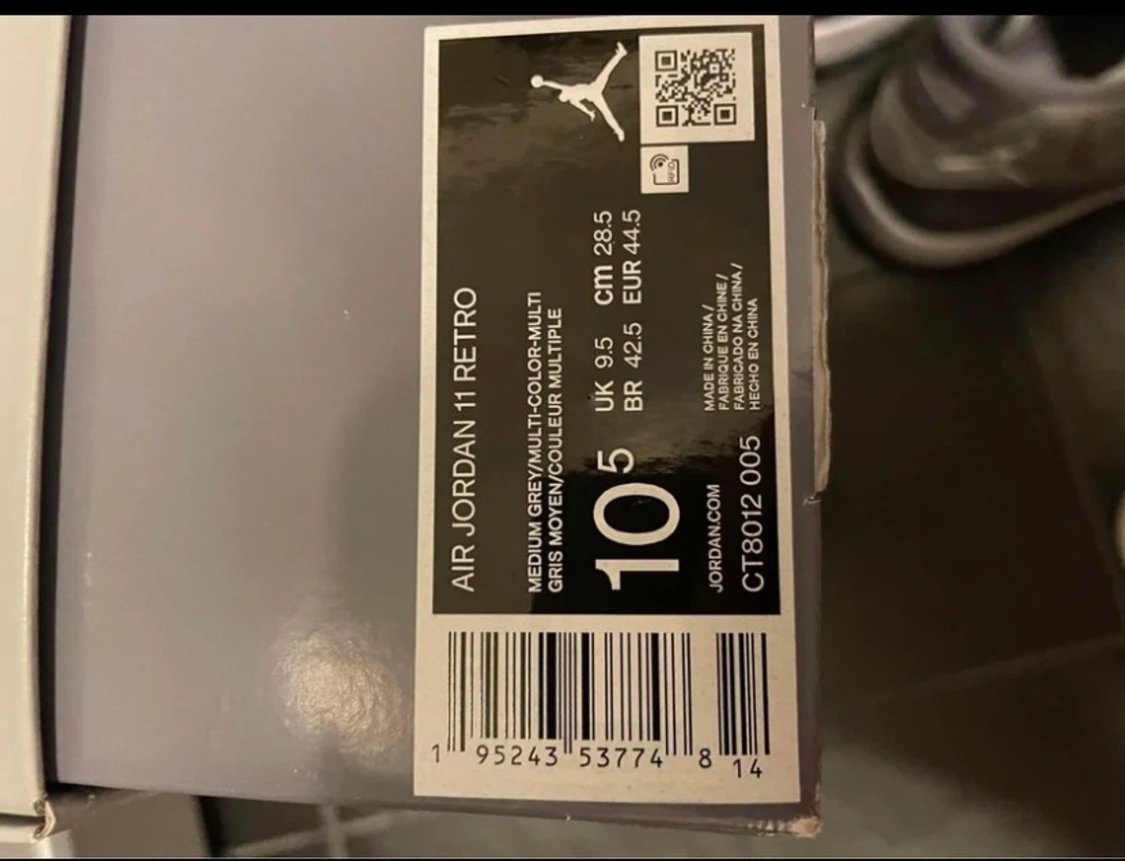 AIR JORDAN 11 RETRO
MEDIUM GREY/MULTI-COLOR-MULTI
GRIS MOYEN/COULEUR MULTIPLE
10 5
UK 9.5 cm 28.5
BR 42.5 EUR 44.5
RFID
JORDAN.COM
CT8012 005
MADE IN CHINA /
FABRIQUE EN CHINE /
FABRICADO NA CHINA /
HECHO EN CHINA
1 95243 53774 8 14